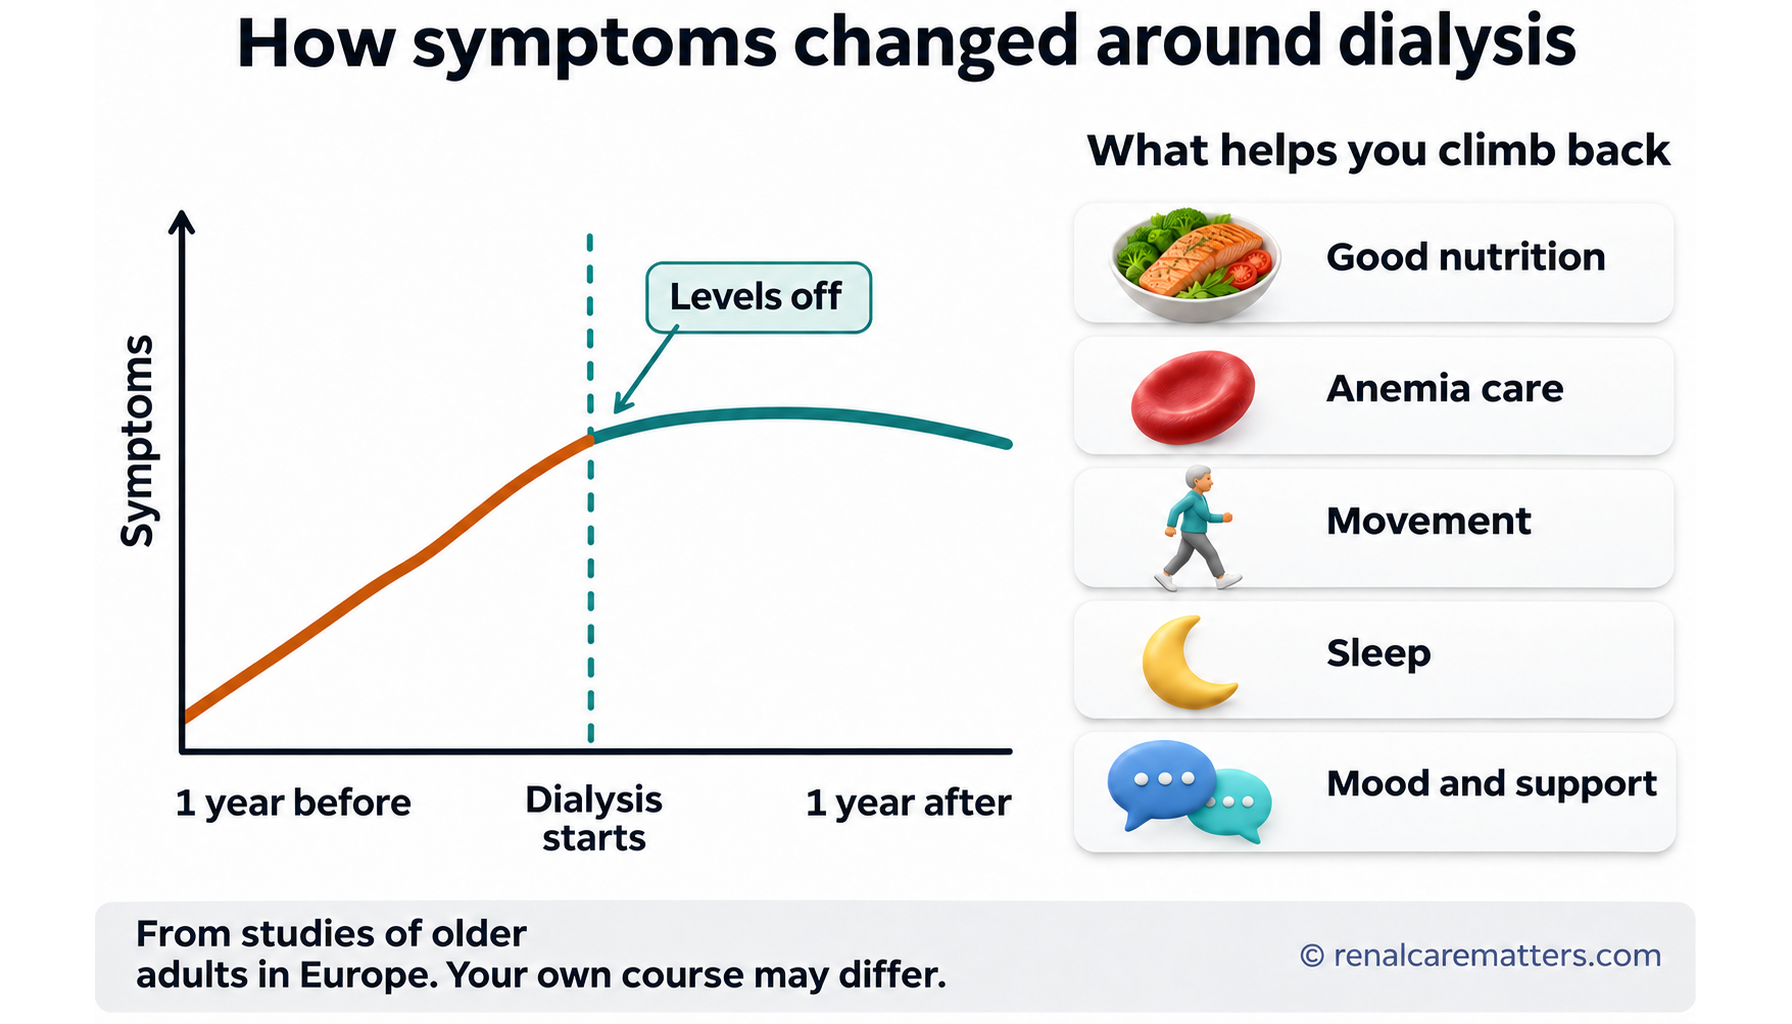 How symptoms changed around dialysis
What helps you climb back
Symptoms
Levels off
1 year before
Dialysis
starts
1 year after
Good nutrition
Anemia care
Movement
Sleep
Mood and support
From studies of older
adults in Europe. Your own course may differ.
© renalcarematters.com